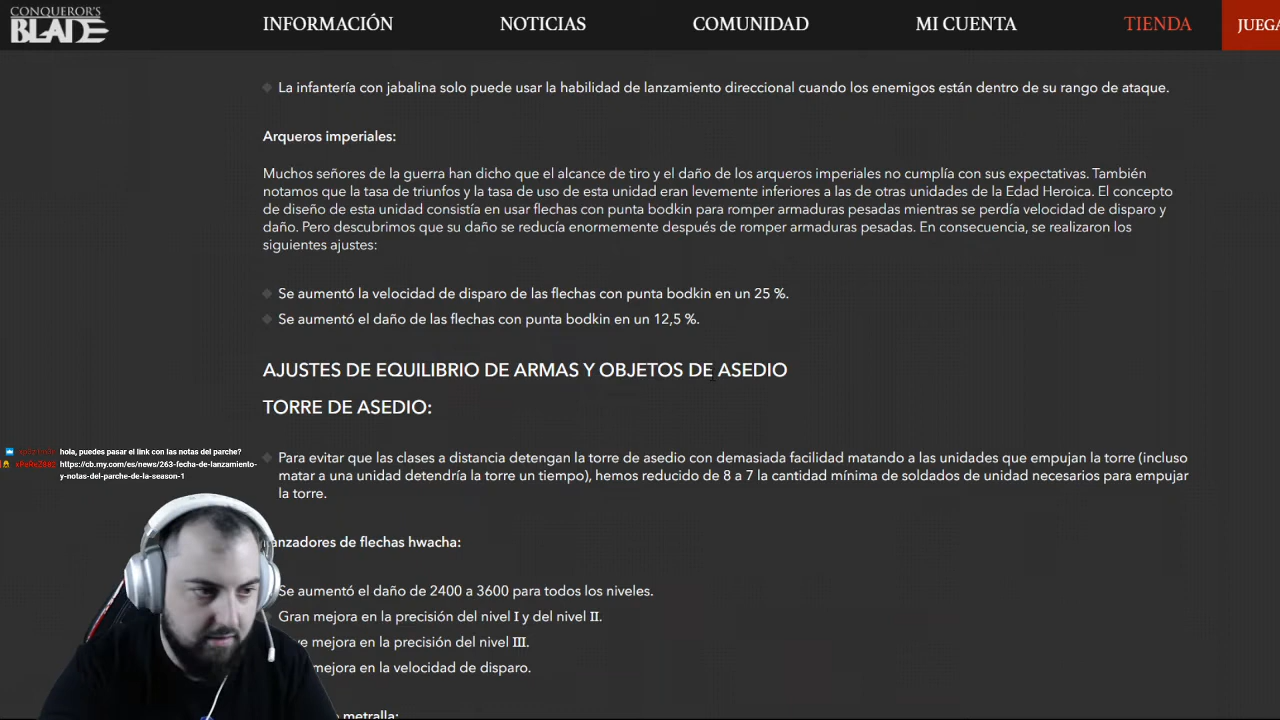 CONQUEROR'S
BLADE
INFORMACIÓN NOTICIAS COMUNIDAD MI CUENTA TIENDA JUEGA
La infantería con jabalina solo puede usar la habilidad de lanzamiento direccional cuando los enemigos están dentro de su rango de ataque.
Arqueros imperiales:
Muchos señores de la guerra han dicho que el alcance de tiro y el daño de los arqueros imperiales no cumplía con sus expectativas. También
notamos que la tasa de triunfos y la tasa de uso de esta unidad eran levemente inferiores a las de otras unidades de la Edad Heroica. El concepto
de diseño de esta unidad consistía en usar flechas con punta bodkin para romper armaduras pesadas mientras se perdía velocidad de disparo y
daño. Pero descubrimos que su daño se reducía enormemente después de romper armaduras pesadas. En consecuencia, se realizaron los
siguientes ajustes:
Se aumentó la velocidad de disparo de las flechas con punta bodkin en un 25 %.
Se aumentó el daño de las flechas con punta bodkin en un 12,5 %.
AJUSTES DE EQUILIBRIO DE ARMAS Y OBJETOS DE ASEDIO
TORRE DE ASEDIO:
hola, puedes pasar el link con las notas del parche?
https://cb.my.com/es/news/263-fecha-de-lanzamiento-
y-notas-del-parche-de-la-season-1
Para evitar que las clases a distancia detengan la torre de asedio con demasiada facilidad matando a las unidades que empujan la torre (incluso
matar a una unidad detendría la torre un tiempo), hemos reducido de 8 a 7 la cantidad mínima de soldados de unidad necesarios para empujar
la torre.
anzadores de flechas hwacha:
Se aumentó el daño de 2400 a 3600 para todos los niveles.
Gran mejora en la precisión del nivel I y del nivel II.
ve mejora en la precisión del nivel III.
mejora en la velocidad de disparo.
metralla: